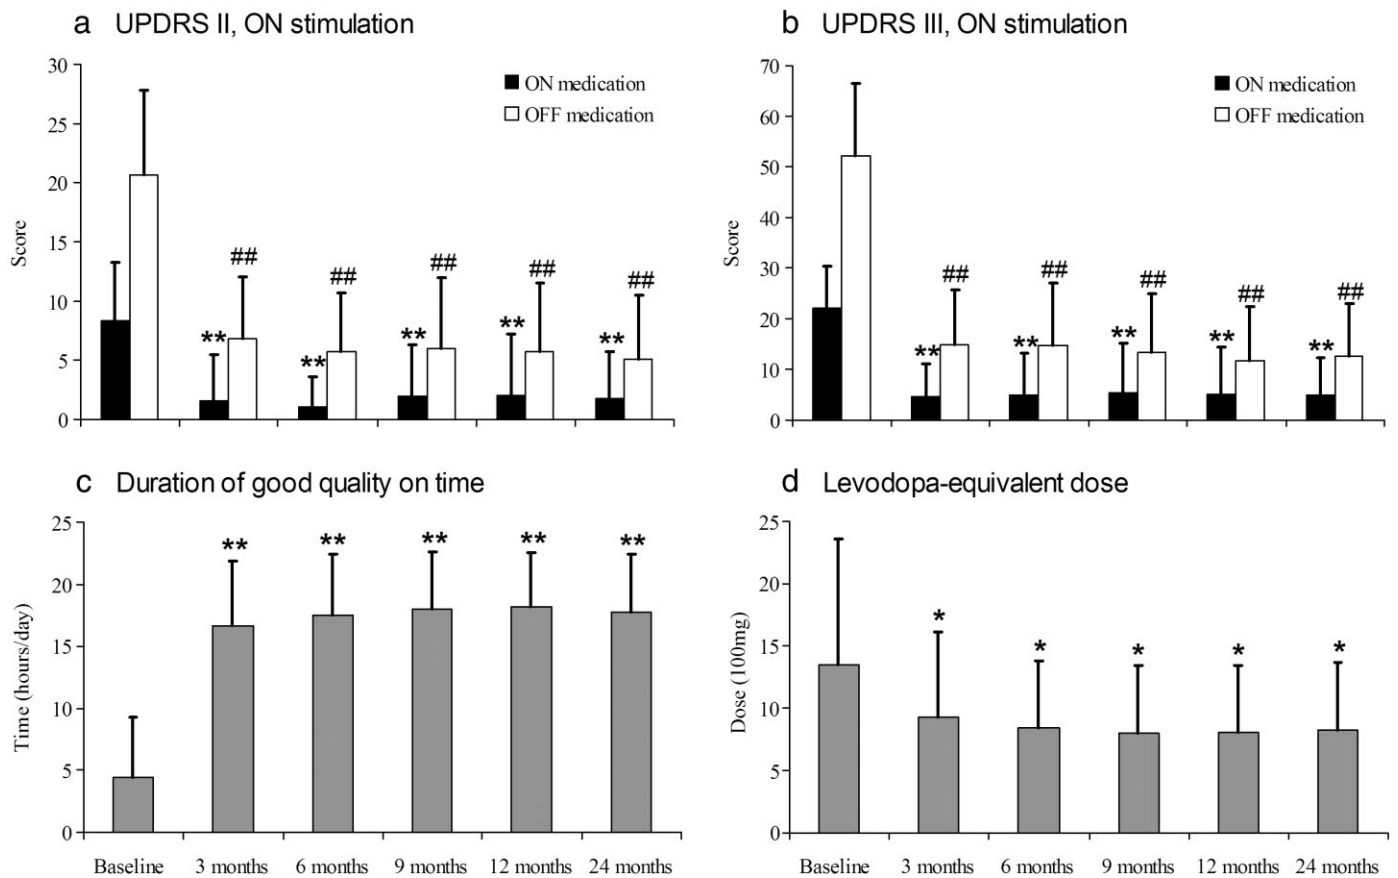 a UPDRS II, ON stimulation
30
25
20
15
10
5
0
Score
ON medication
OFF medication
** ## ** ## ** ## ** ## ** ##
b UPDRS III, ON stimulation
70
60
50
40
30
20
10
0
Score
ON medication
OFF medication
** ## ** ## ** ## ** ## ** ##
c Duration of good quality on time
25
20
15
10
5
0
Time (hours/day)
** ** ** ** **
Baseline 3 months 6 months 9 months 12 months 24 months
d Levodopa-equivalent dose
25
20
15
10
5
0
Dose (100mg)
* * * * *
Baseline 3 months 6 months 9 months 12 months 24 months